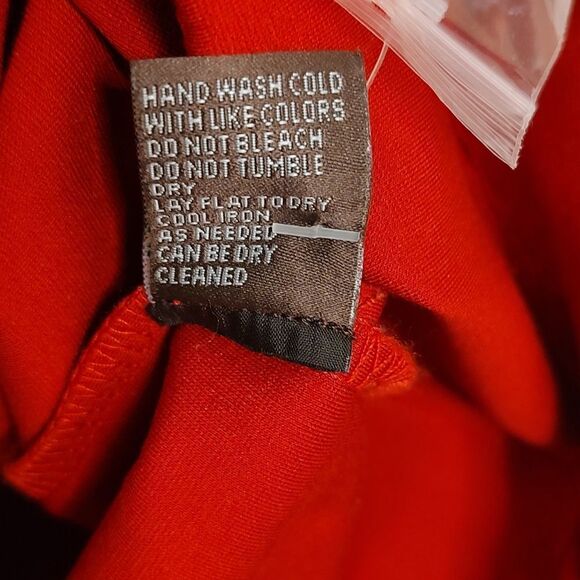 HAND WASH COLD
WITH LIKE COLORS
DO NOT BLEACH
DO NOT TUMBLE
DRY
LAY FLAT TO DRY
COOL IRON
AS NEEDED
CAN BE DRY
CLEANED